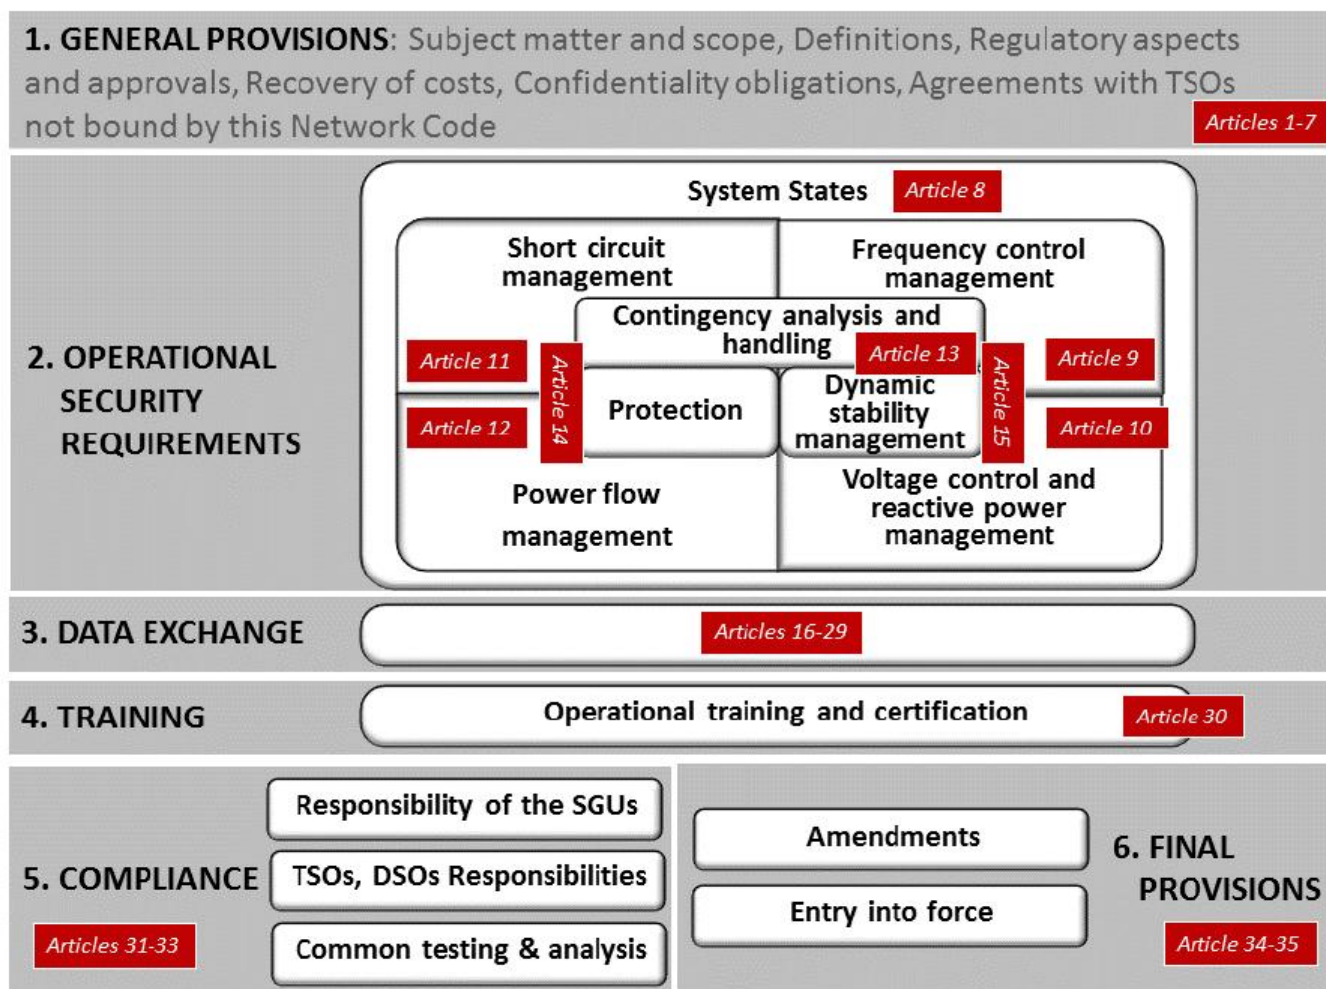 1. GENERAL PROVISIONS: Subject matter and scope, Definitions, Regulatory aspects
and approvals, Recovery of costs, Confidentiality obligations, Agreements with TSOs
not bound by this Network Code
Articles 1-7
2. OPERATIONAL
SECURITY
REQUIREMENTS
System States
Article 8
Short circuit
management
Frequency control
management
Contingency analysis and
handling
Article 13
Article 11
Article 14
Article 15
Article 9
Protection
Dynamic
stability
management
Article 12
Article 10
Power flow
management
Voltage control and
reactive power
management
3. DATA EXCHANGE
Articles 16-29
4. TRAINING
Operational training and certification
Article 30
5. COMPLIANCE
Articles 31-33
Responsibility of the SGUs
TSOs, DSOs Responsibilities
Common testing & analysis
Amendments
Entry into force
6. FINAL
PROVISIONS
Article 34-35